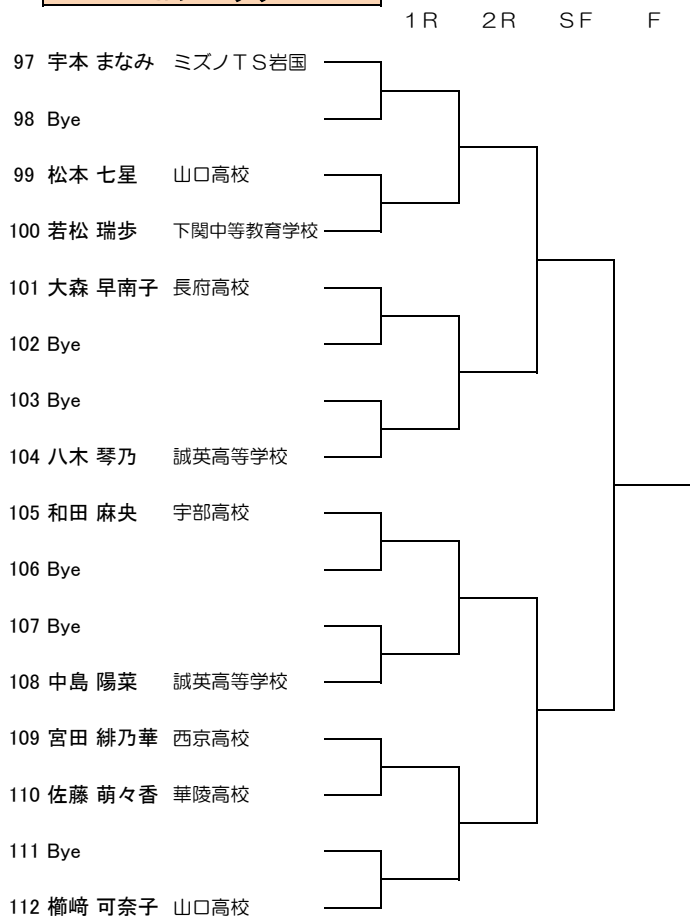 １Ｒ ２Ｒ ＳＦ Ｆ
97 宇本 まなみ ミズノＴＳ岩国
98 Bye
99 松本 七星 山口高校
100 若松 瑞歩 下関中等教育学校
101 大森 早南子 長府高校
102 Bye
103 Bye
104 八木 琴乃 誠英高等学校
105 和田 麻央 宇部高校
106 Bye
107 Bye
108 中島 陽菜 誠英高等学校
109 宮田 緋乃華 西京高校
110 佐藤 萌々香 華陵高校
111 Bye
112 櫛﨑 可奈子 山口高校